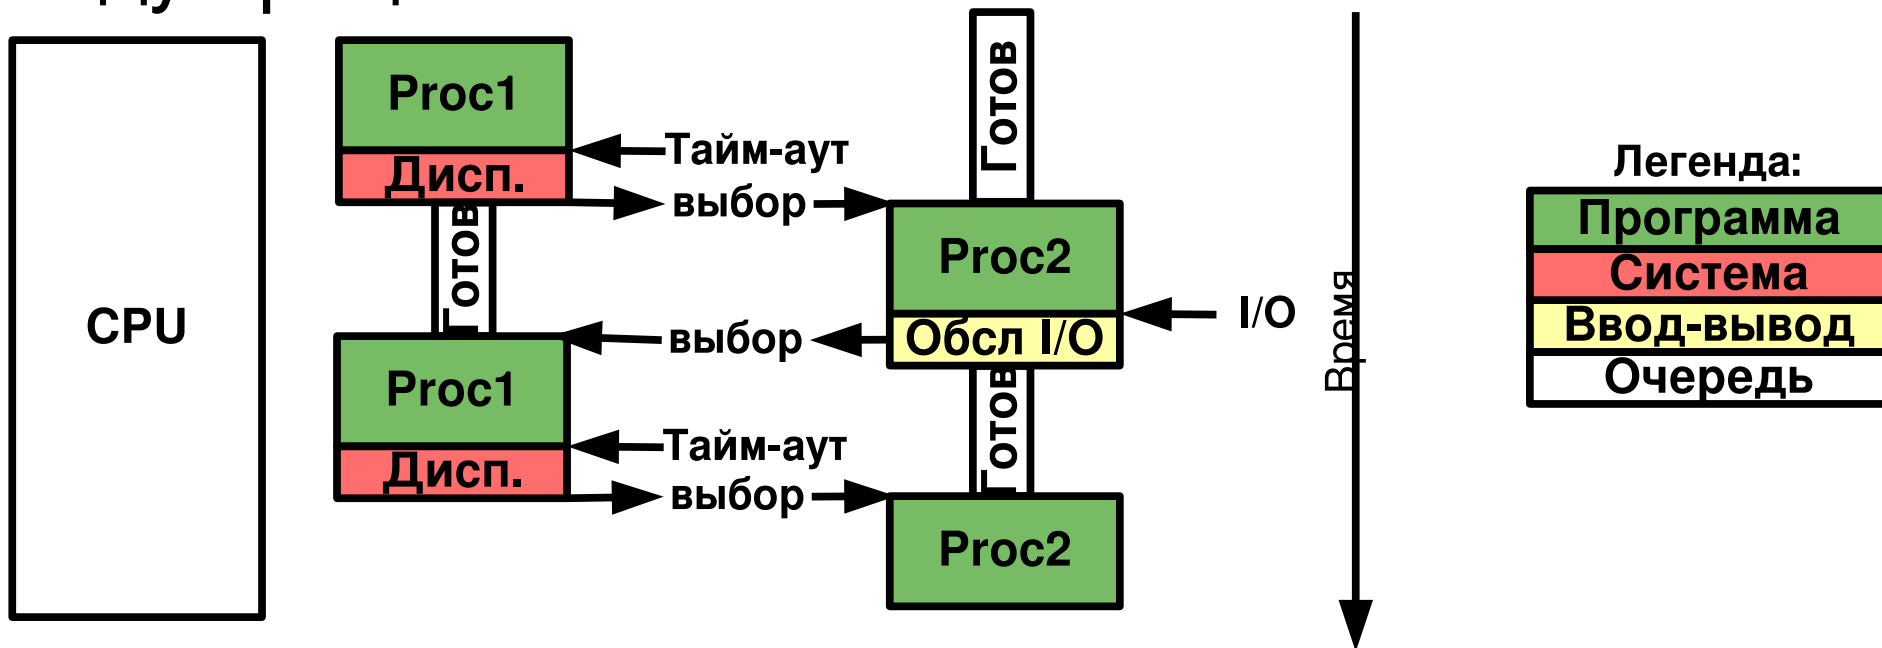 CPU
Proc1
Тайм-аут
Дисп.
выбор
Готов
Готов
Proc2
I/O
Обсл I/O
выбор
Proc1
Тайм-аут
Дисп.
выбор
Готов
Proc2
Время
Легенда:
Программа
Система
Ввод-вывод
Очередь